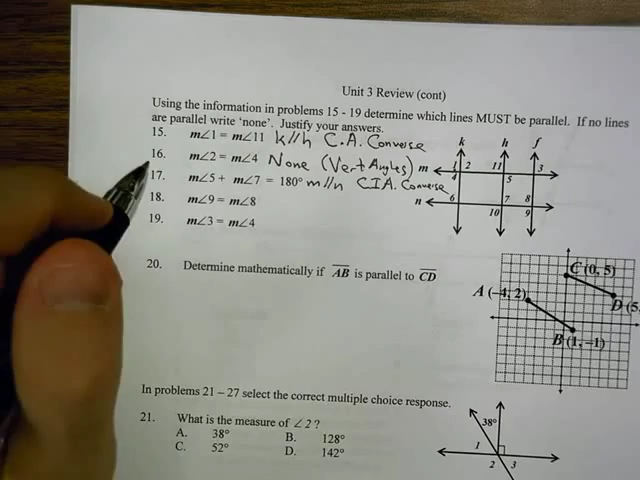 Unit 3 Review (cont)
Using the information in problems 15 - 19 determine which lines MUST be parallel. If no lines
are parallel write 'none'. Justify your answers.
15. m∠1 = m∠11 k//h C.A. Converse
16. m∠2 = m∠4 None (Vert Angles)
17. m∠5 + m∠7 = 180° m//n CIA. Converse
18. m∠9 = m∠8
19. m∠3 = m∠4
k h f
m 1 2 11 3
4 5
n 6 7 8
10 9
20. Determine mathematically if AB is parallel to CD
C (0, 5)
A (–4, 2)
D (5,
B (1, –1)
In problems 21 – 27 select the correct multiple choice response.
21. What is the measure of ∠2?
A. 38° B. 128°
C. 52° D. 142°
38°
1
2 3